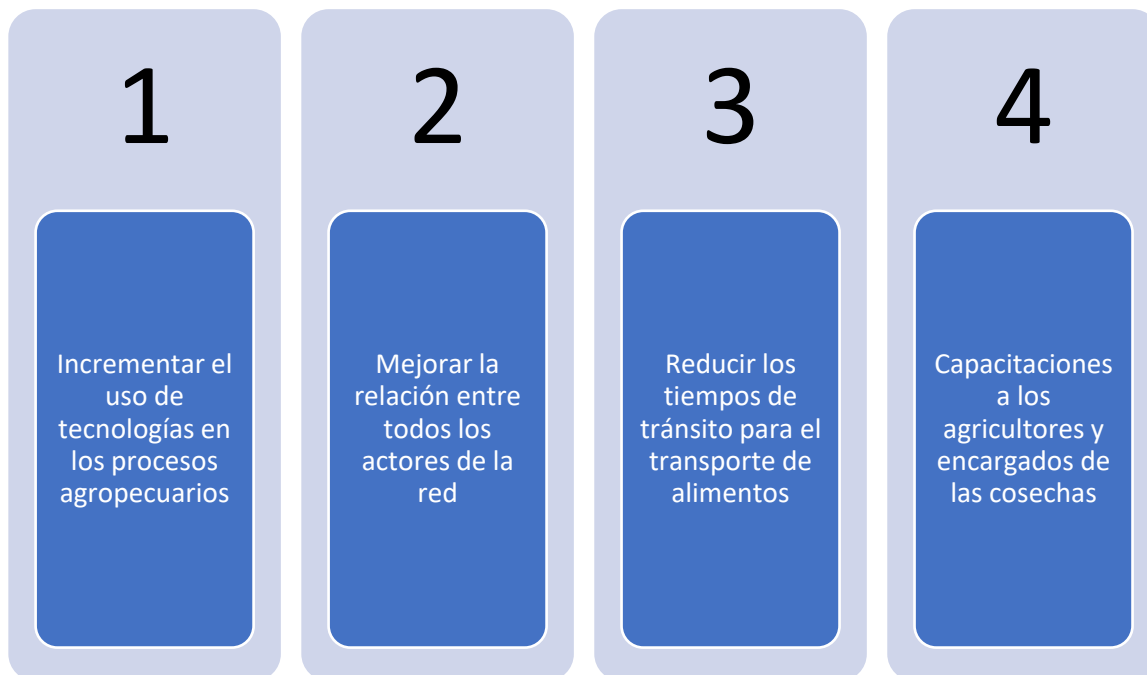 1
Incrementar el
uso de
tecnologías en
los procesos
agropecuarios
2
Mejorar la
relación entre
todos los
actores de la
red
3
Reducir los
tiempos de
tránsito para el
transporte de
alimentos
4
Capacitaciones
a los
agricultores y
encargados de
las cosechas